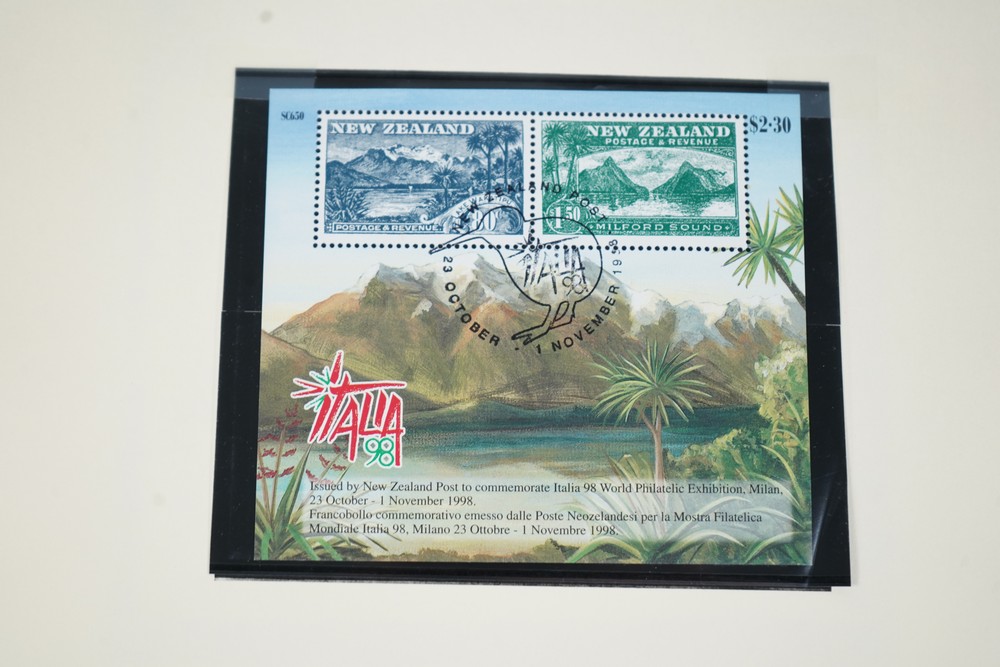 SC650
NEW ZEALAND
POSTAGE & REVENUE
NEW ZEALAND
POSTAGE & REVENUE
1.50
MILFORD SOUND
$2·30
NEW ZEALAND POST
ITALIA
98
23 OCTOBER - 1 NOVEMBER 1998
ITALIA
98
Issued by New Zealand Post to commemorate Italia 98 World Philatelic Exhibition, Milan,
23 October - 1 November 1998.
Francobollo commemorativo emesso dalle Poste Neozelandesi per la Mostra Filatelica
Mondiale Italia 98, Milano 23 Ottobre - 1 Novembre 1998.